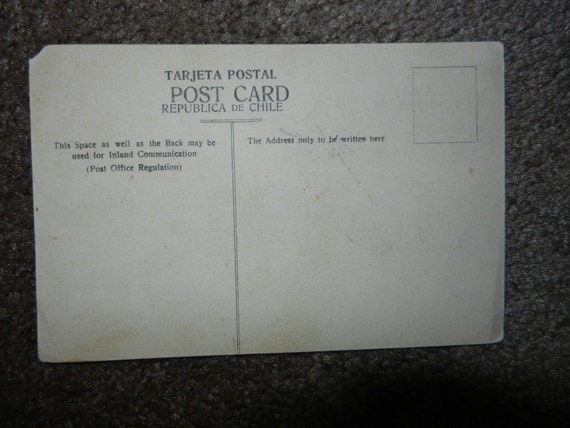 TARJETA POSTAL
POST CARD
REPUBLICA DE CHILE
This Space as well as the Back may be
used for Inland Communication
(Post Office Regulation)
The Address only to be written here